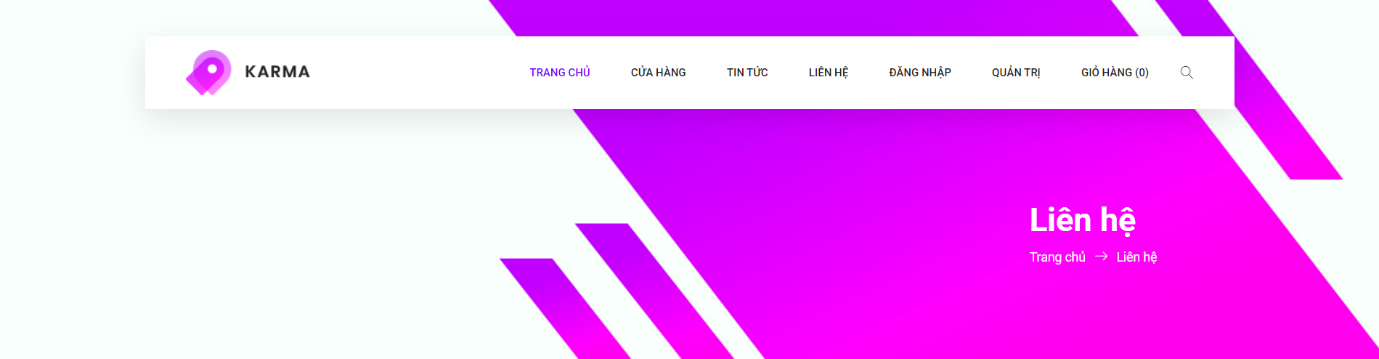 KARMA
TRANG CHỦ CỬA HÀNG TIN TỨC LIÊN HỆ ĐĂNG NHẬP QUẢN TRỊ GIỎ HÀNG (0)
Liên hệ
Trang chủ → Liên hệ